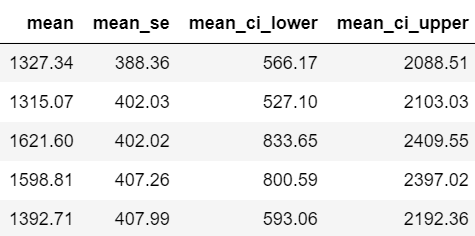 mean mean_se mean_ci_lower mean_ci_upper
1327.34 388.36 566.17 2088.51
1315.07 402.03 527.10 2103.03
1621.60 402.02 833.65 2409.55
1598.81 407.26 800.59 2397.02
1392.71 407.99 593.06 2192.36